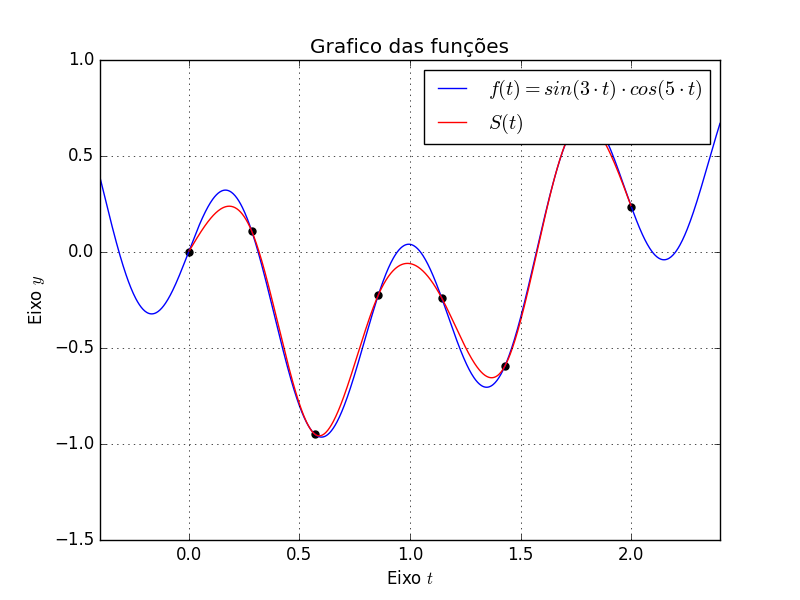 Grafico das funções
f(t) = sin(3 · t) · cos(5 · t)
S(t)
1.0
0.5
0.0
−0.5
−1.0
−1.5
Eixo y
0.0 0.5 1.0 1.5 2.0
Eixo t